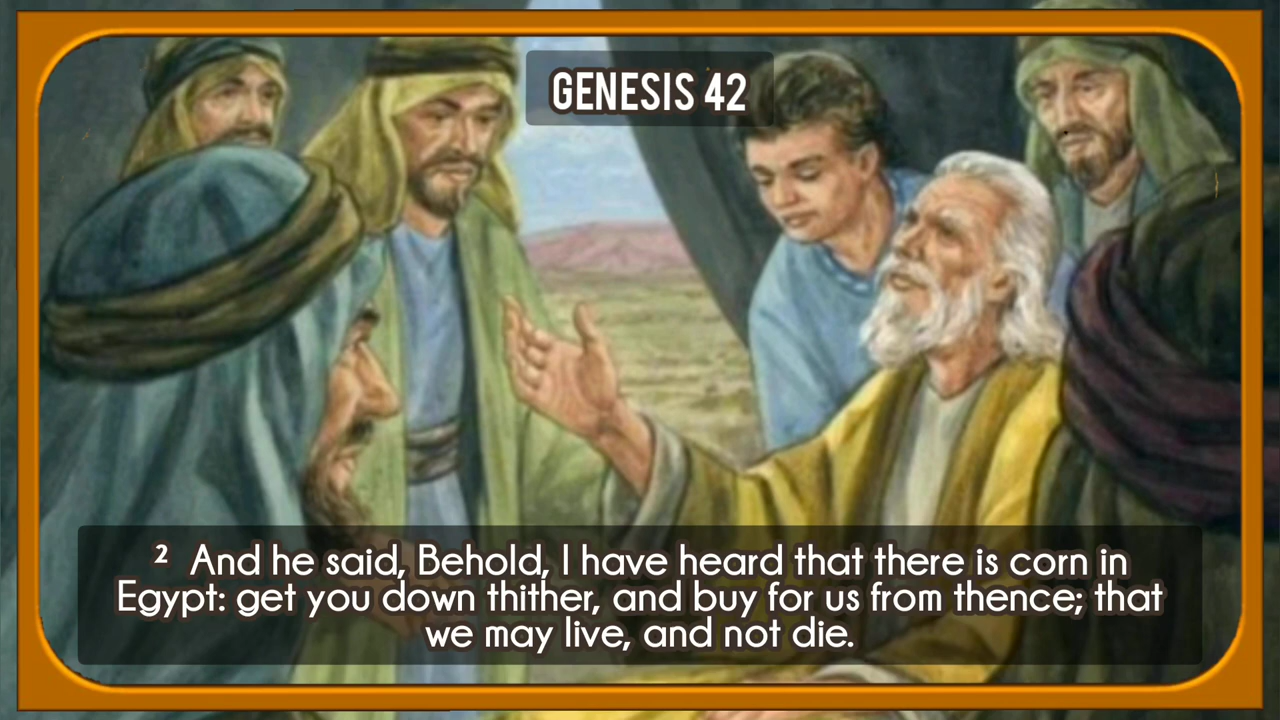 GENESIS 42
² And he said, Behold, I have heard that there is corn in
Egypt: get you down thither, and buy for us from thence; that
we may live, and not die.